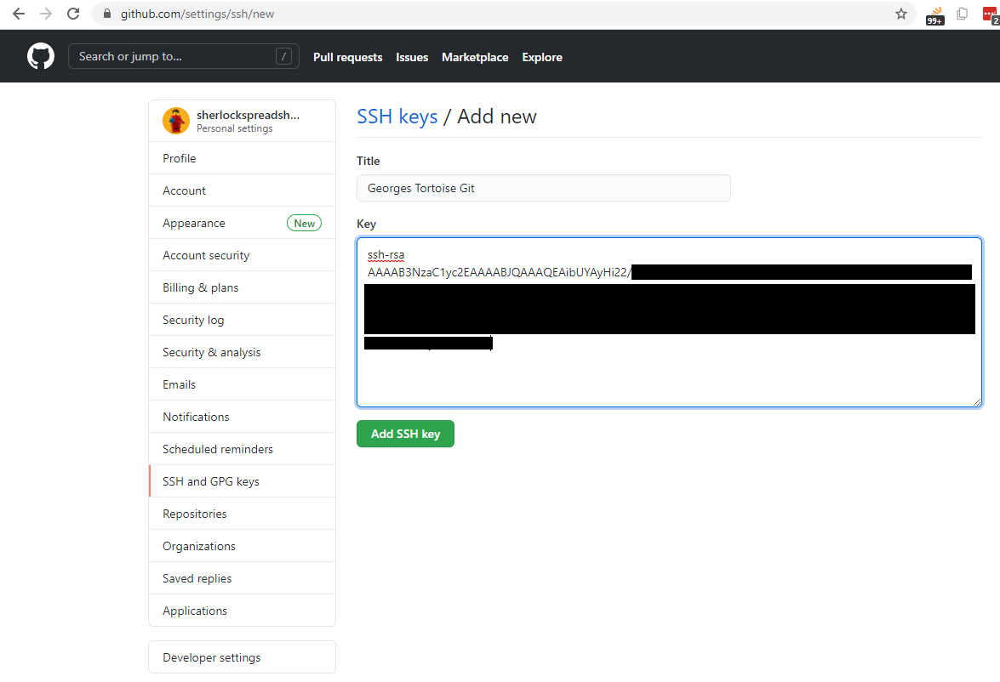 github.com/settings/ssh/new
99+
2
Search or jump to...
/
Pull requests
Issues
Marketplace
Explore
sherlockspreadsh...
Personal settings
Profile
Account
Appearance
New
Account security
Billing & plans
Security log
Security & analysis
Emails
Notifications
Scheduled reminders
SSH and GPG keys
Repositories
Organizations
Saved replies
Applications
Developer settings
SSH keys / Add new
Title
Georges Tortoise Git
Key
ssh-rsa
AAAAB3NzaC1yc2EAAAABJQAAAQEAibUYAyHi22/
Add SSH key